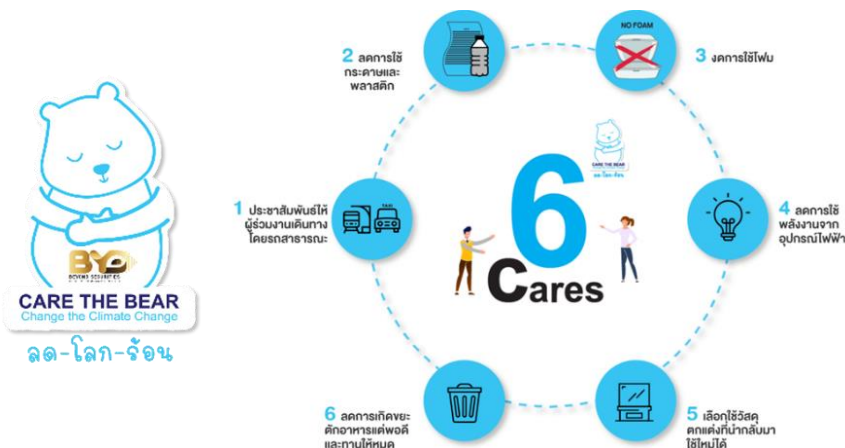 BYD
BEYOND SECURITIES
CARE THE BEAR
Change the Climate Change
ลด-โลก-ร้อน
1 ประชาสัมพันธ์ให้
ผู้ร่วมงานเดินทาง
โดยรถสาธารณะ
TAXI
2 ลดการใช้
กระดาษและ
พลาสติก
NO FOAM
3 งดการใช้โฟม
4 ลดการใช้
พลังงานจาก
อุปกรณ์ไฟฟ้า
5 เลือกใช้วัสดุ
ตกแต่งที่นำกลับมา
ใช้ใหม่ได้
6 ลดการเกิดขยะ
ตักอาหารแต่พอดี
และทานให้หมด
CARE THE BEAR
ลด-โลก-ร้อน
6
Cares